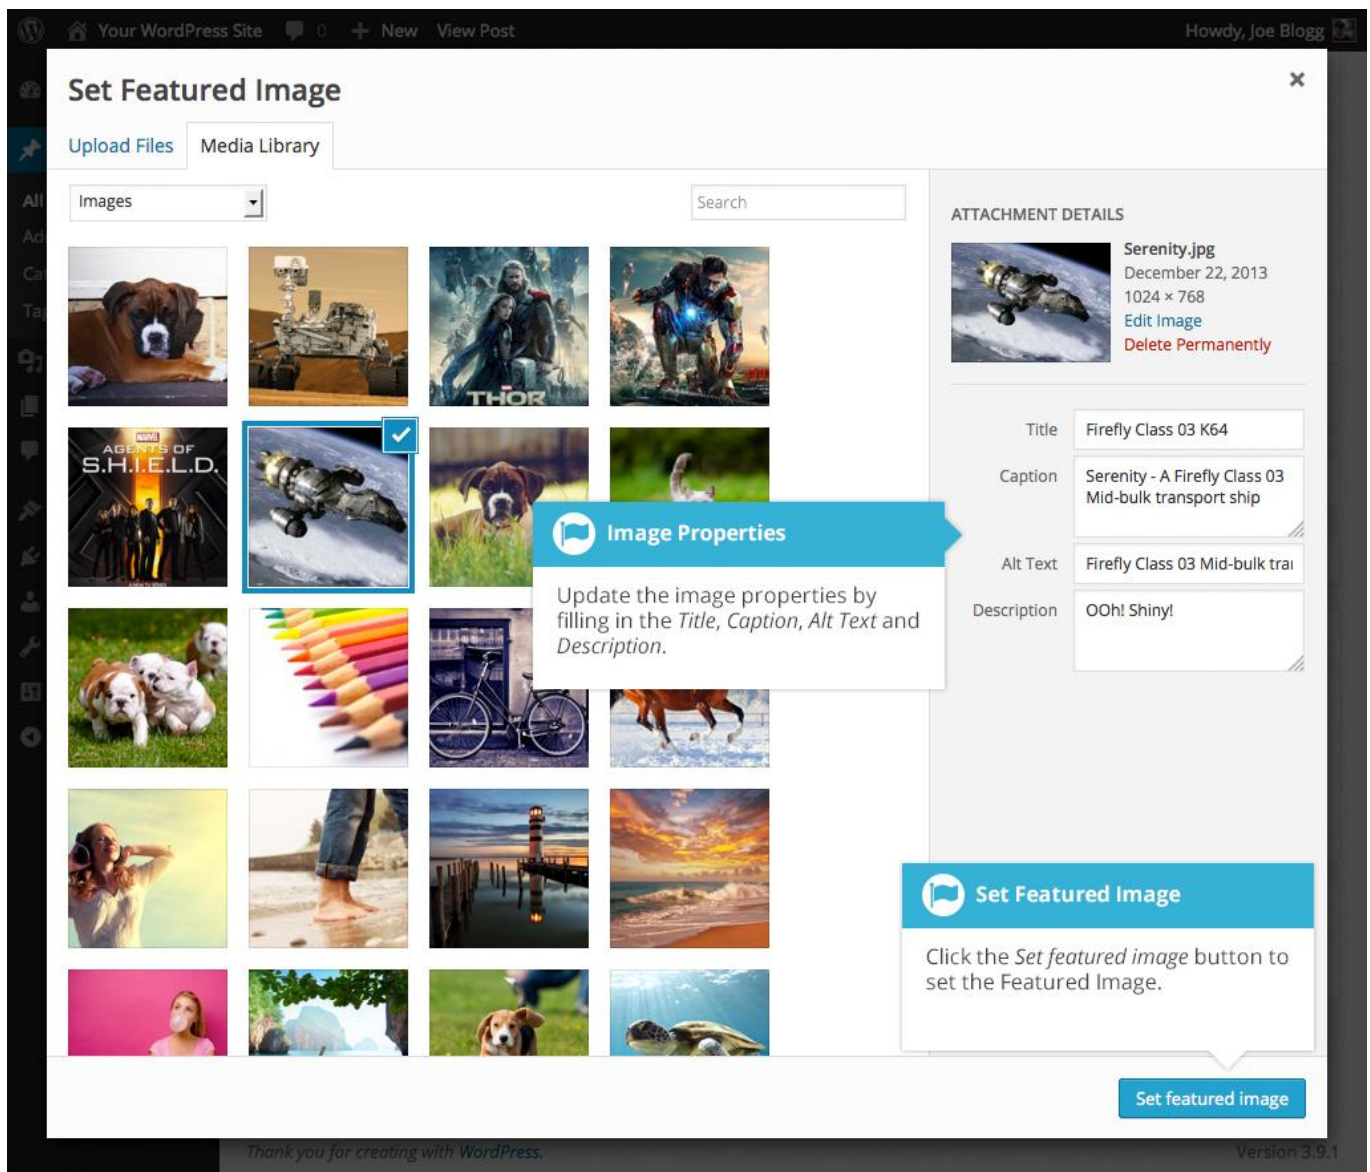 Your WordPress Site
0
New
View Post
Howdy, Joe Blogg
Set Featured Image
Upload Files
Media Library
All
Images
Search
THOR
MARVEL
AGENTS OF
S.H.I.E.L.D.
ATTACHMENT DETAILS
Serenity.jpg
December 22, 2013
1024 × 768
Edit Image
Delete Permanently
Title
Firefly Class 03 K64
Caption
Serenity - A Firefly Class 03
Mid-bulk transport ship
Alt Text
Firefly Class 03 Mid-bulk tra
Description
OOh! Shiny!
Image Properties
Update the image properties by
filling in the Title, Caption, Alt Text and
Description.
Set Featured Image
Click the Set featured image button to
set the Featured Image.
Set featured image
Thank you for creating with WordPress.
Version 3.9.1